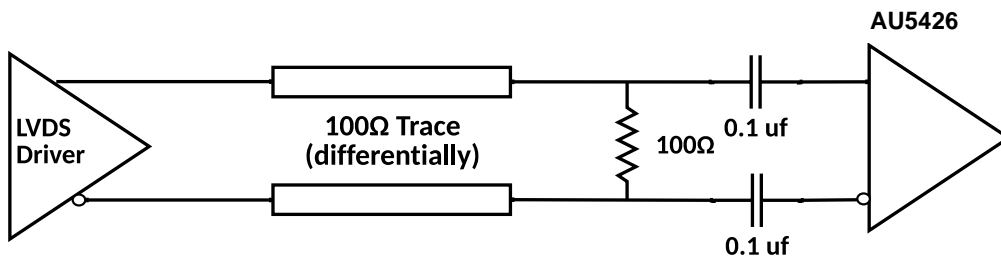 AU5426
LVDS
Driver
100Ω Trace
(differentially)
100Ω
0.1 uf
0.1 uf